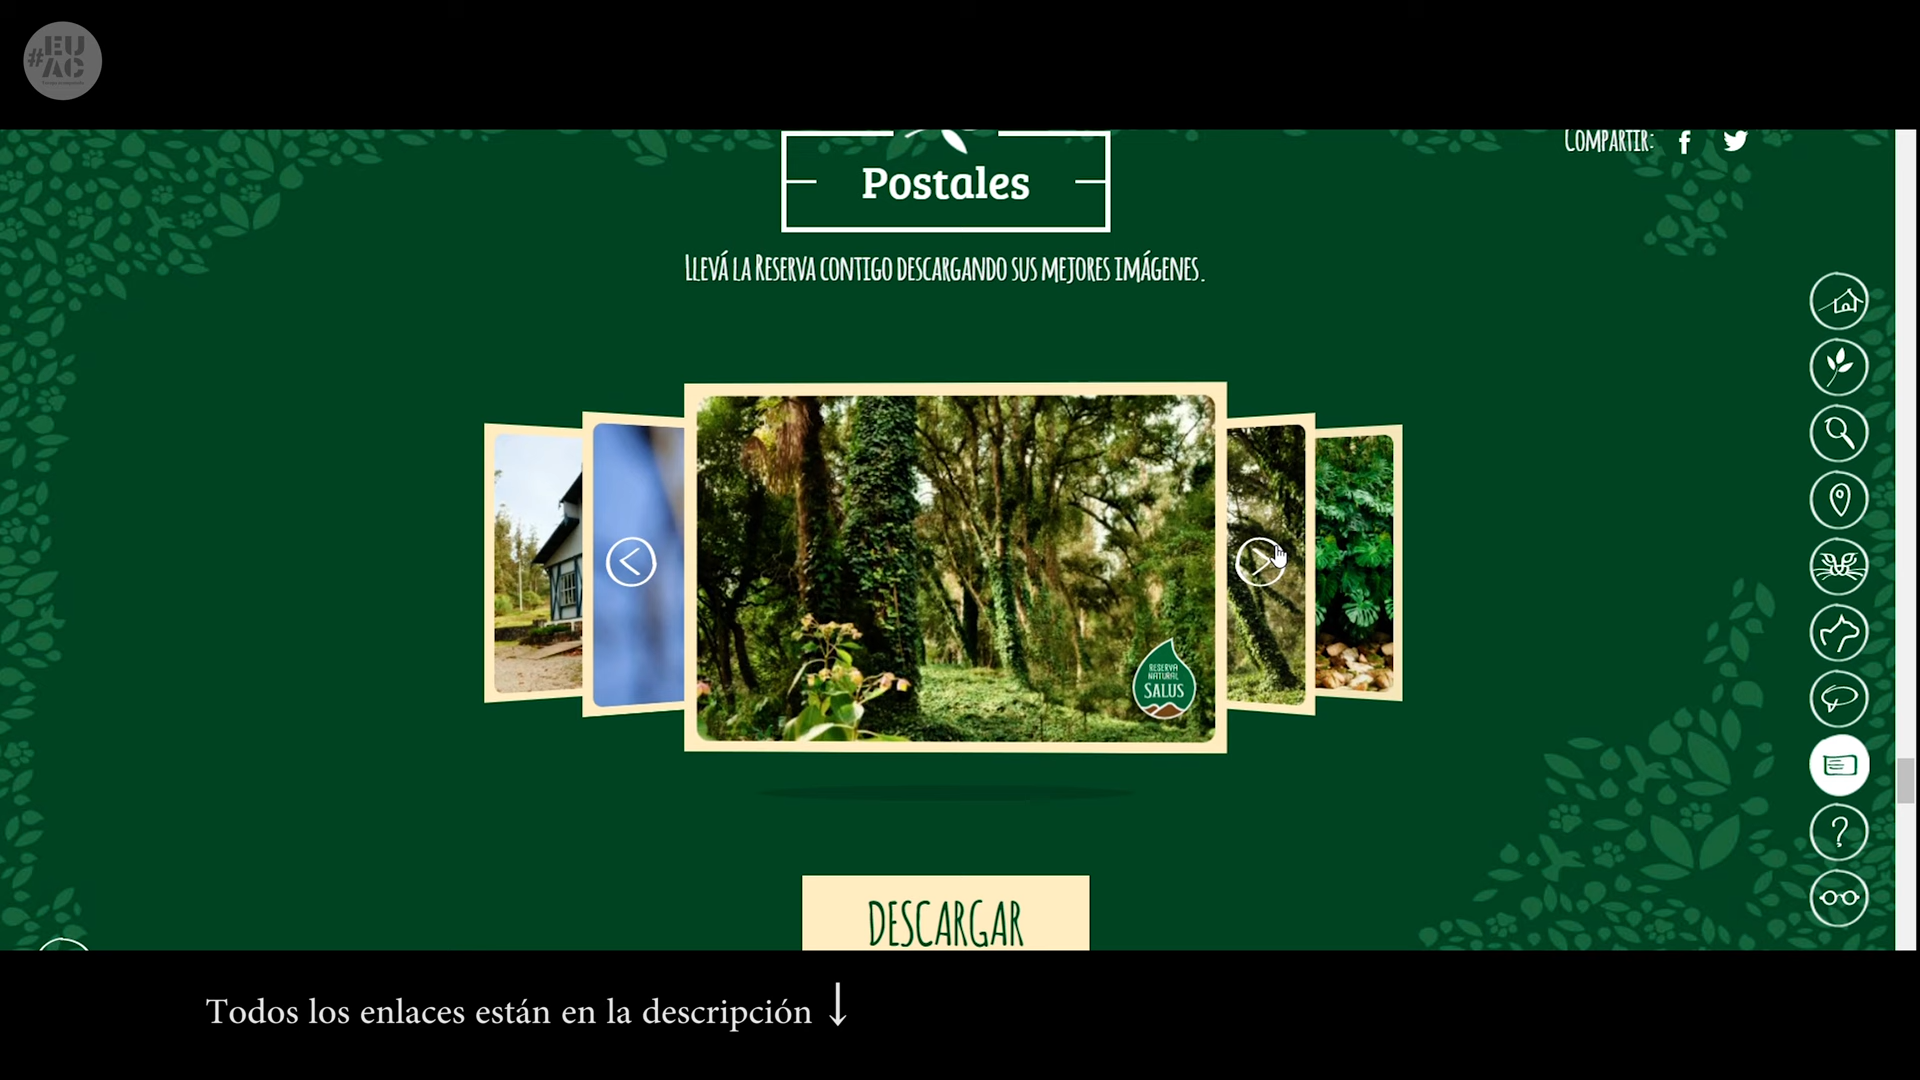 #EU
AC
COMPARTIR:
Postales
LLEVÁ LA RESERVA CONTIGO DESCARGANDO SUS MEJORES IMÁGENES.
RESERVA
NATURAL
SALUS
?
DESCARGAR
Todos los enlaces están en la descripción ↓